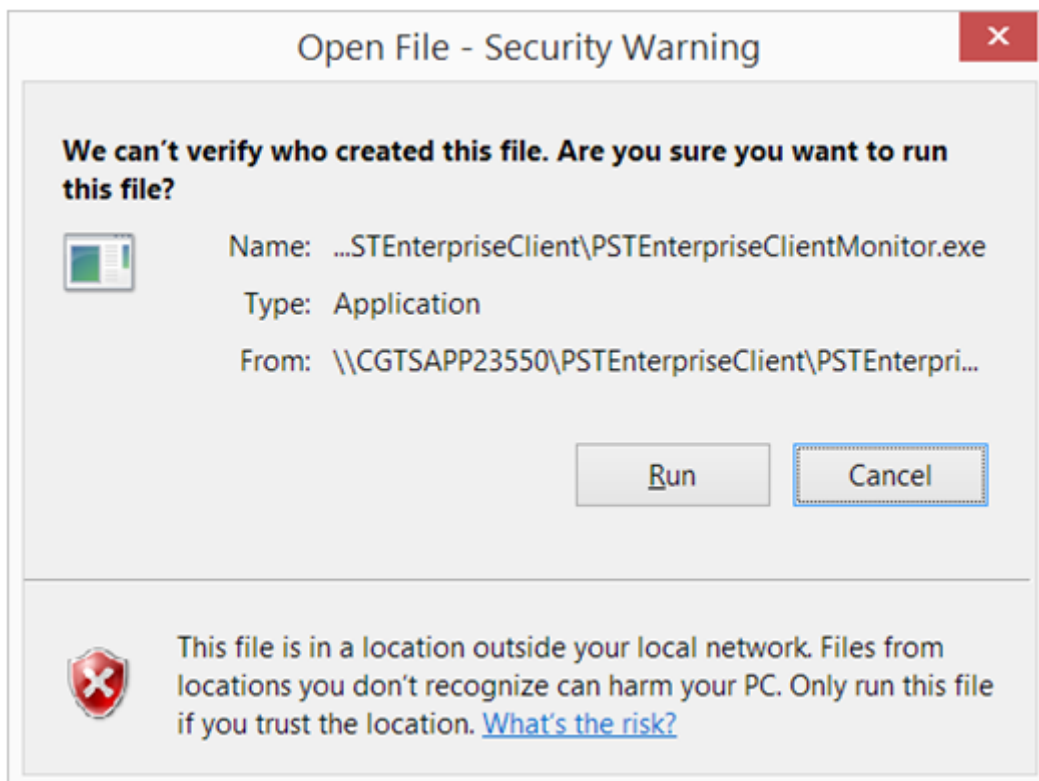 Open File - Security Warning
We can't verify who created this file. Are you sure you want to run
this file?
Name: ...STEnterpriseClient\PSTEnterpriseClientMonitor.exe
Type: Application
From: \\CGTSAPP23550\PSTEnterpriseClient\PSTEnterpri...
Run Cancel
This file is in a location outside your local network. Files from
locations you don't recognize can harm your PC. Only run this file
if you trust the location. What's the risk?